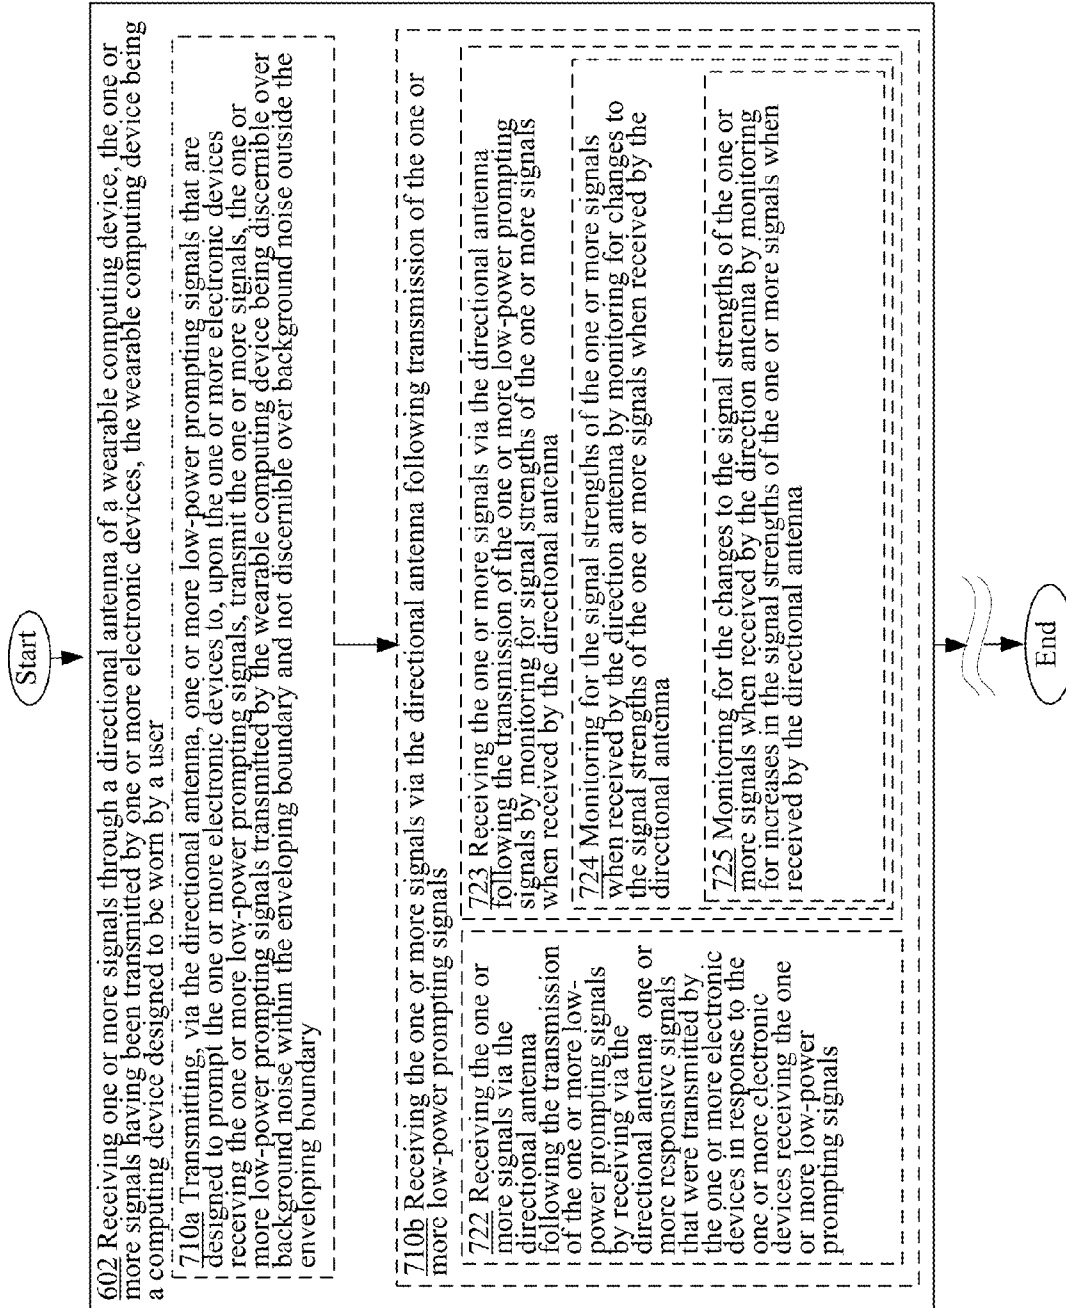 Start
602 Receiving one or more signals through a directional antenna of a wearable computing device, the one or
more signals having been transmitted by one or more electronic devices, the wearable computing device being
a computing device designed to be worn by a user
710a Transmitting, via the directional antenna, one or more low-power prompting signals that are
designed to prompt the one or more electronic devices to, upon the one or more electronic devices
receiving the one or more low-power prompting signals, transmit the one or more signals, the one or
more low-power prompting signals transmitted by the wearable computing device being discernible over
background noise within the enveloping boundary and not discernible over background noise outside the
enveloping boundary
710b Receiving the one or more signals via the directional antenna following transmission of the one or
more low-power prompting signals
722 Receiving the one or
more signals via the
directional antenna
following the transmission
of the one or more low-
power prompting signals
by receiving via the
directional antenna one or
more responsive signals
that were transmitted by
the one or more electronic
devices in response to the
one or more electronic
devices receiving the one
or more low-power
prompting signals
723 Receiving the one or more signals via the directional antenna
following the transmission of the one or more low-power prompting
signals by monitoring for signal strengths of the one or more signals
when received by the directional antenna
724 Monitoring for the signal strengths of the one or more signals
when received by the direction antenna by monitoring for changes to
the signal strengths of the one or more signals when received by the
directional antenna
725 Monitoring for the changes to the signal strengths of the one or
more signals when received by the direction antenna by monitoring
for increases in the signal strengths of the one or more signals when
received by the directional antenna
End